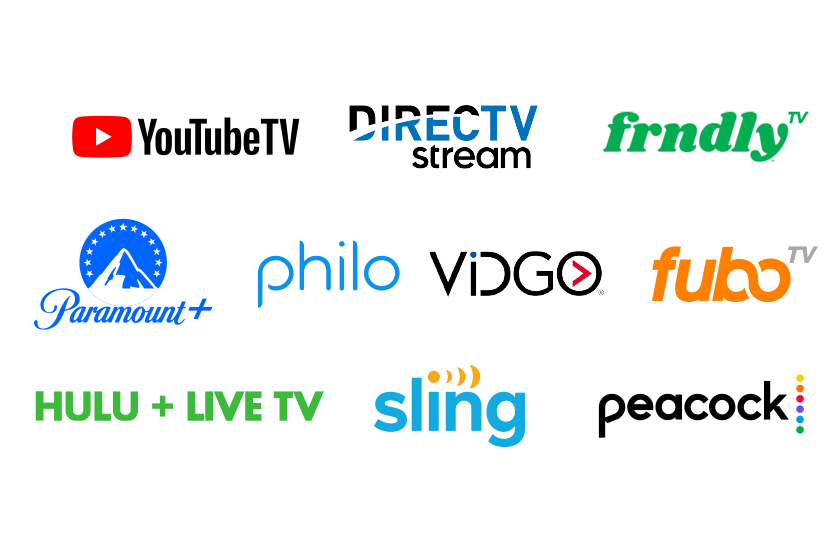 YouTubeTV
DIRECTV
stream
frndly TV
Paramount+
philo
ViDGO
fubo TV
HULU + LIVE TV
sling
peacock